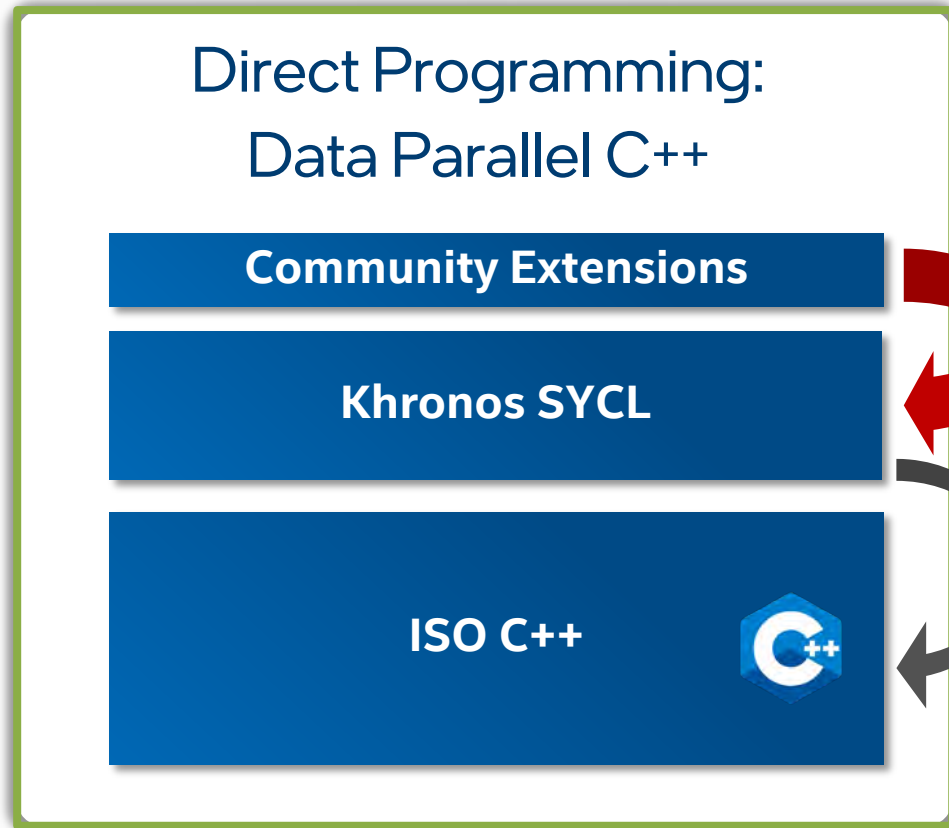 Direct Programming:
Data Parallel C++
Community Extensions
Khronos SYCL
ISO C++
C++